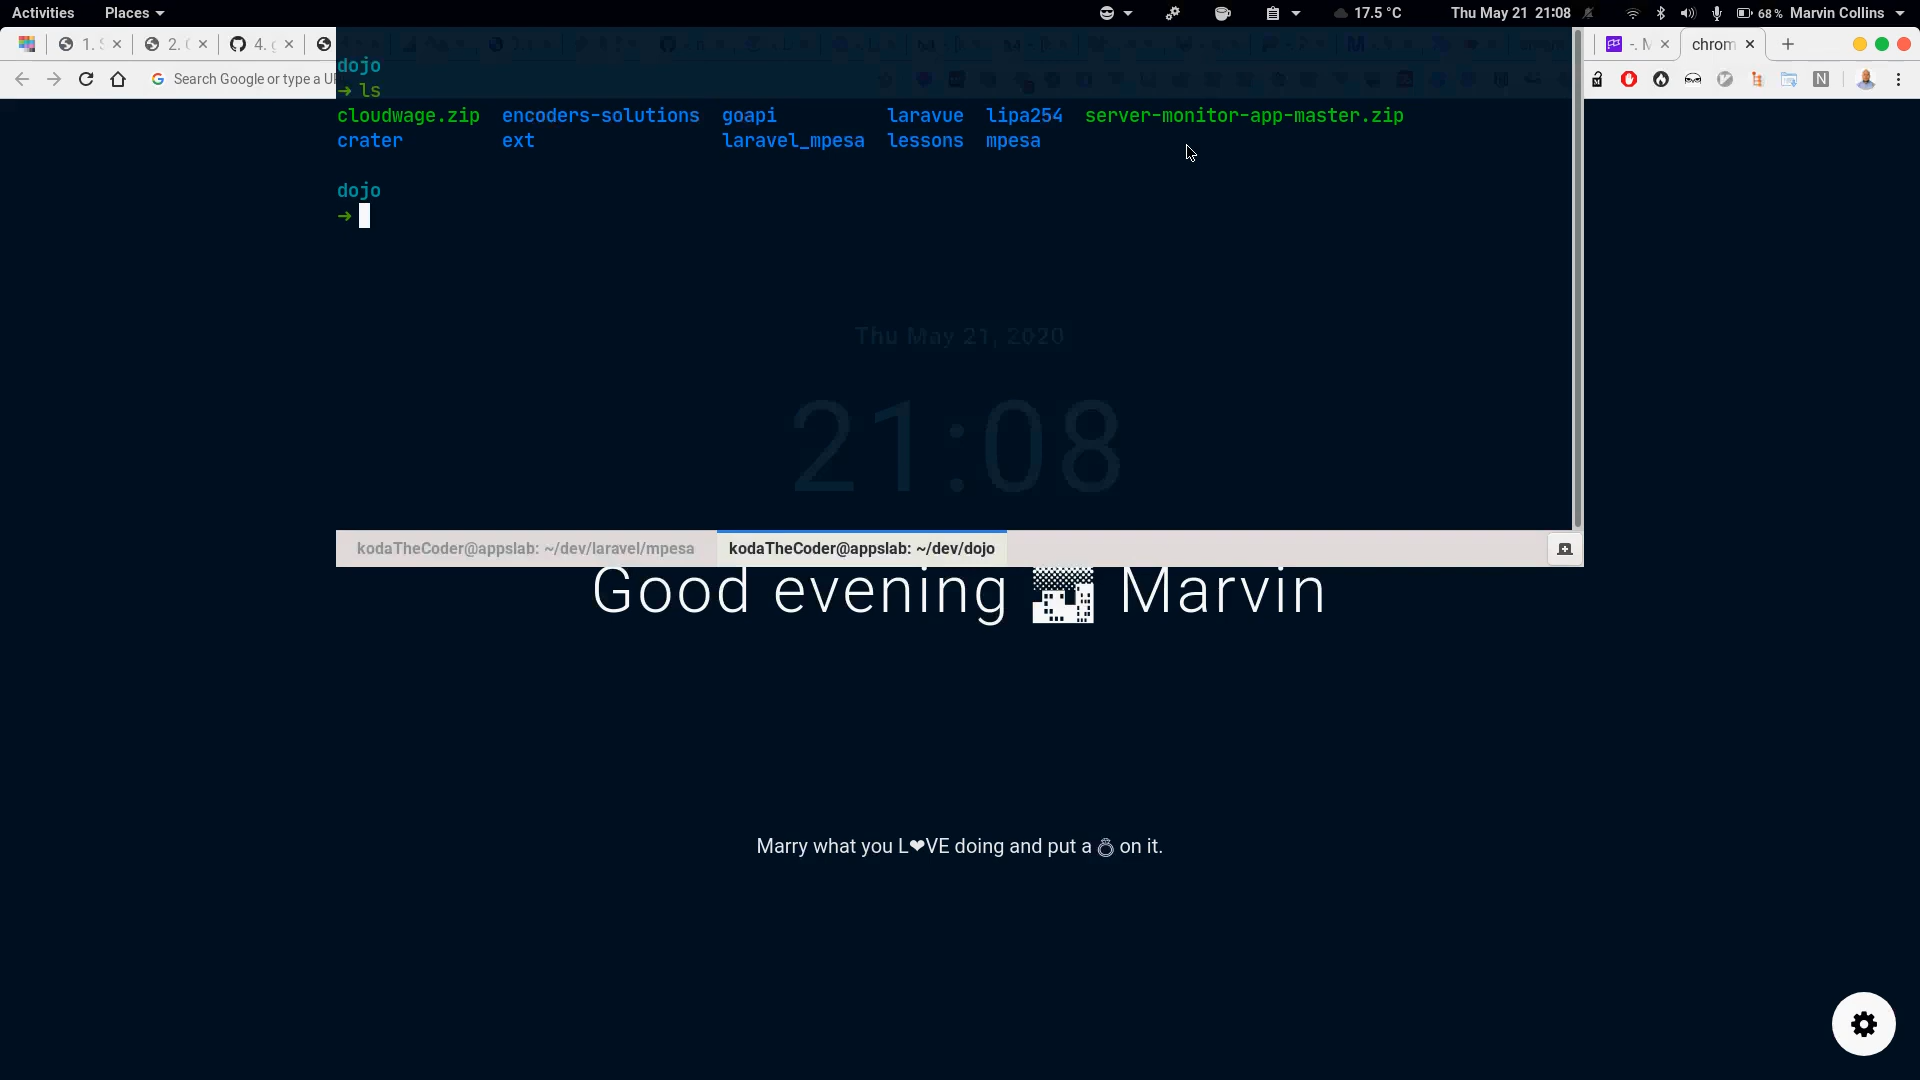 Activities Places 17.5 °C Thu May 21 21:08 68 % Marvin Collins
1. 2. 4. chrom
Search Google or type a
dojo
➜ ls
cloudwage.zip encoders-solutions goapi laravue lipa254 server-monitor-app-master.zip
crater ext laravel_mpesa lessons mpesa
dojo
➜
Thu May 21, 2020
21:08
kodaTheCoder@appslab: ~/dev/laravel/mpesa kodaTheCoder@appslab: ~/dev/dojo
Good evening 🌆 Marvin
Marry what you L❤VE doing and put a 💍 on it.